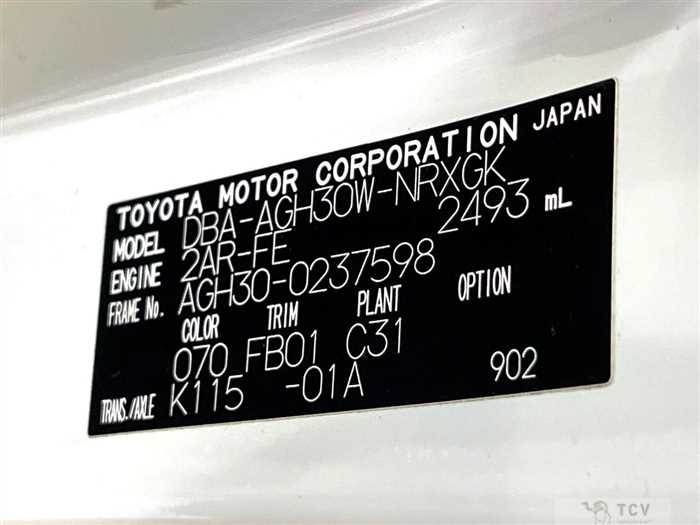 TOYOTA MOTOR CORPORATION JAPAN
MODEL DBA-AGH30W-NRXGK
ENGINE 2AR-FE 2493 mL
FRAME No. AGH30-0237598
COLOR TRIM PLANT OPTION
070 FB01 C31
TRANS./AXLE K115 -01A 902
TCV